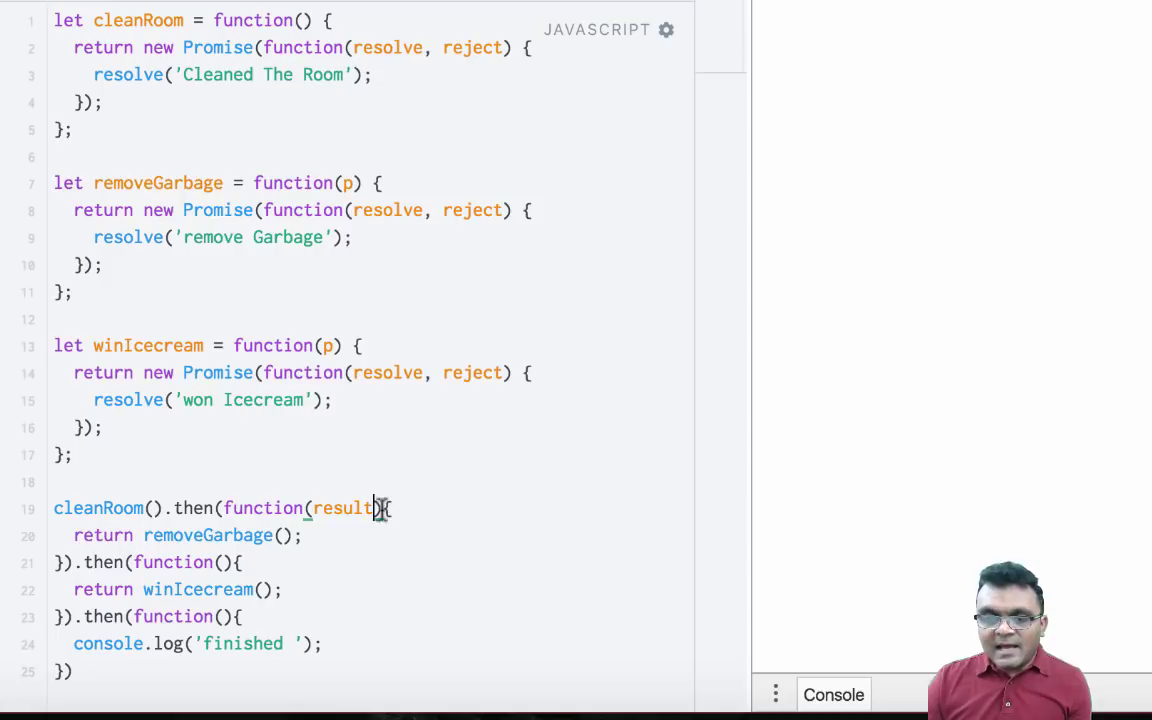 JAVASCRIPT
1 let cleanRoom = function() {
2 return new Promise(function(resolve, reject) {
3 resolve('Cleaned The Room');
4 });
5 };
6
7 let removeGarbage = function(p) {
8 return new Promise(function(resolve, reject) {
9 resolve('remove Garbage');
10 });
11 };
12
13 let winIcecream = function(p) {
14 return new Promise(function(resolve, reject) {
15 resolve('won Icecream');
16 });
17 };
18
19 cleanRoom().then(function(result){
20 return removeGarbage();
21 }).then(function(){
22 return winIcecream();
23 }).then(function(){
24 console.log('finished ');
25 })
Console